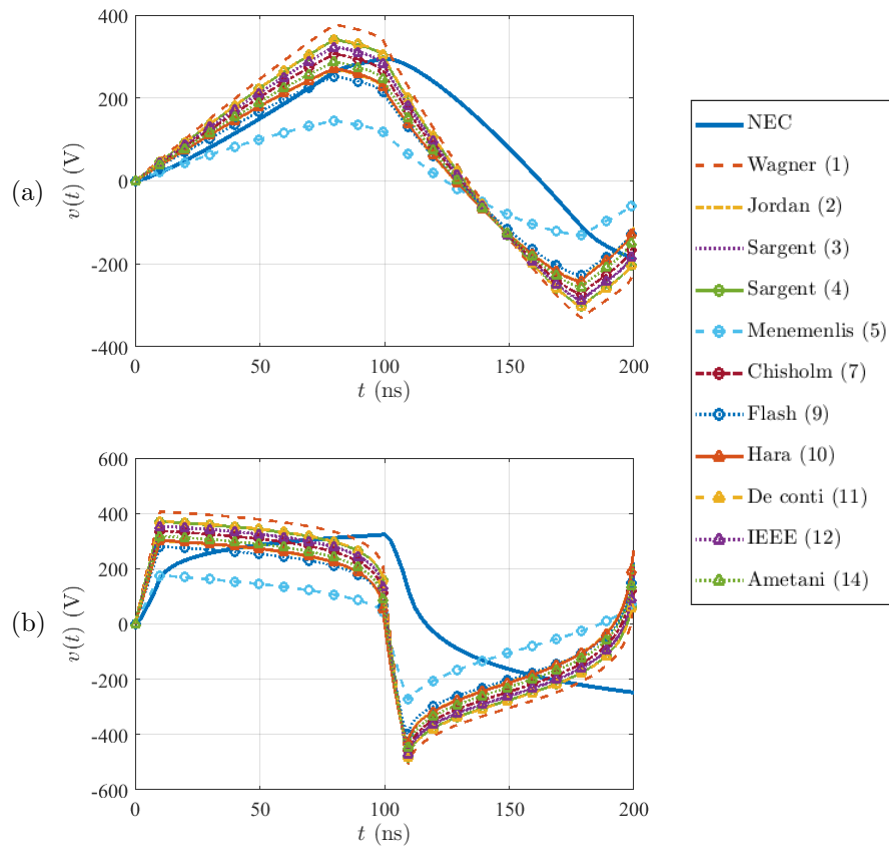 400
200
0
-200
-400
v(t) (V)
(a)
0
50
100
150
200
t (ns)
600
400
200
0
-200
-400
-600
v(t) (V)
(b)
0
50
100
150
200
t (ns)
NEC
Wagner (1)
Jordan (2)
Sargent (3)
Sargent (4)
Menemenlis (5)
Chisholm (7)
Flash (9)
Hara (10)
De conti (11)
IEEE (12)
Ametani (14)